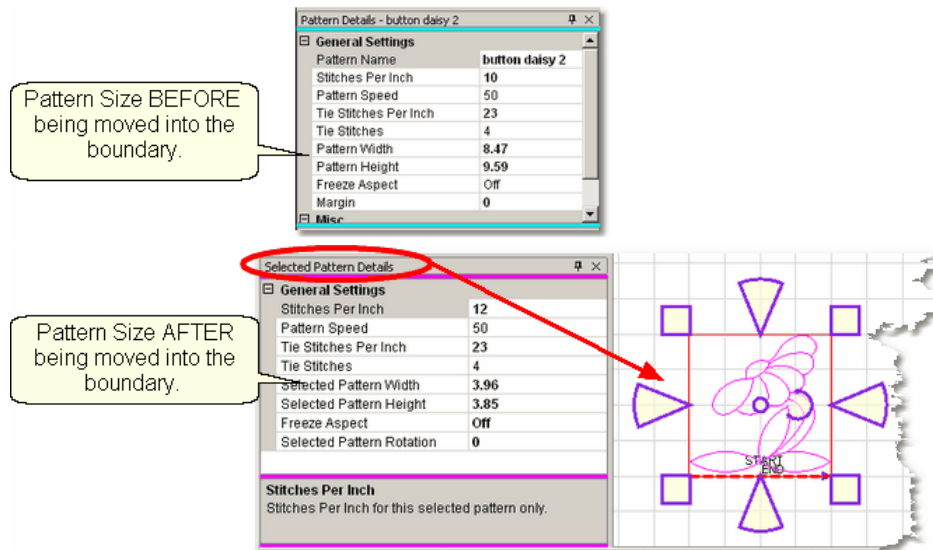 Pattern Details - button daisy 2
General Settings
Pattern Name button daisy 2
Stitches Per Inch 10
Pattern Speed 50
Tie Stitches Per Inch 23
Tie Stitches 4
Pattern Width 8.47
Pattern Height 9.59
Freeze Aspect Off
Margin 0
Misc
Pattern Size BEFORE
being moved into the
boundary.
Selected Pattern Details
General Settings
Stitches Per Inch 12
Pattern Speed 50
Tie Stitches Per Inch 23
Tie Stitches 4
Selected Pattern Width 3.96
Selected Pattern Height 3.85
Freeze Aspect Off
Selected Pattern Rotation 0
Stitches Per Inch
Stitches Per Inch for this selected pattern only.
Pattern Size AFTER
being moved into the
boundary.
START
END